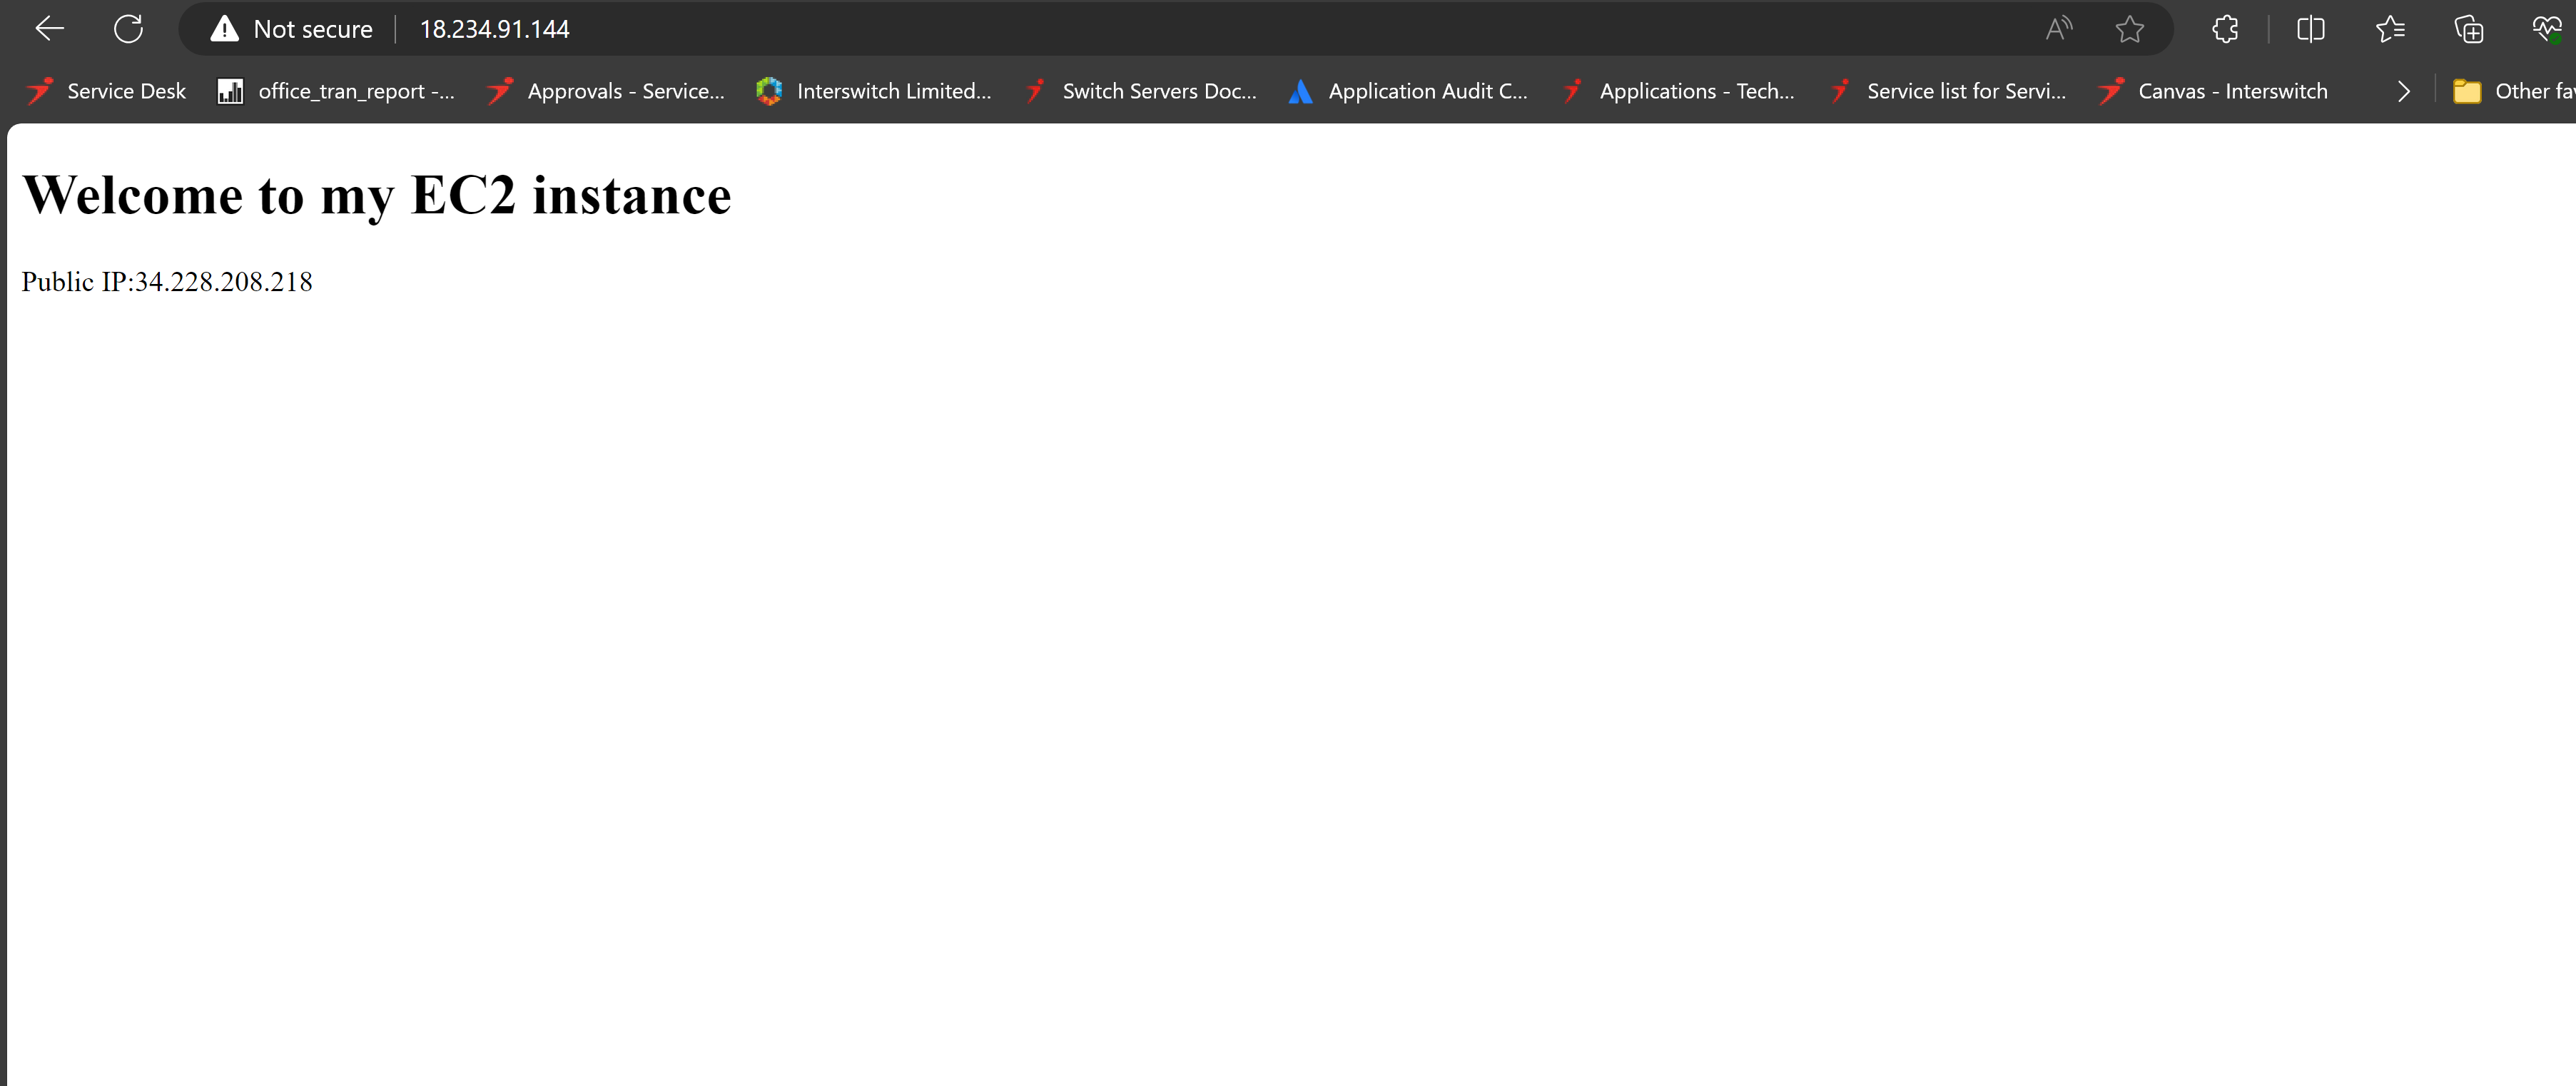 Not secure 18.234.91.144
Service Desk office_tran_report -... Approvals - Service... Interswitch Limited... Switch Servers Doc... Application Audit C... Applications - Tech... Service list for Servi... Canvas - Interswitch Other fav
Welcome to my EC2 instance
Public IP:34.228.208.218